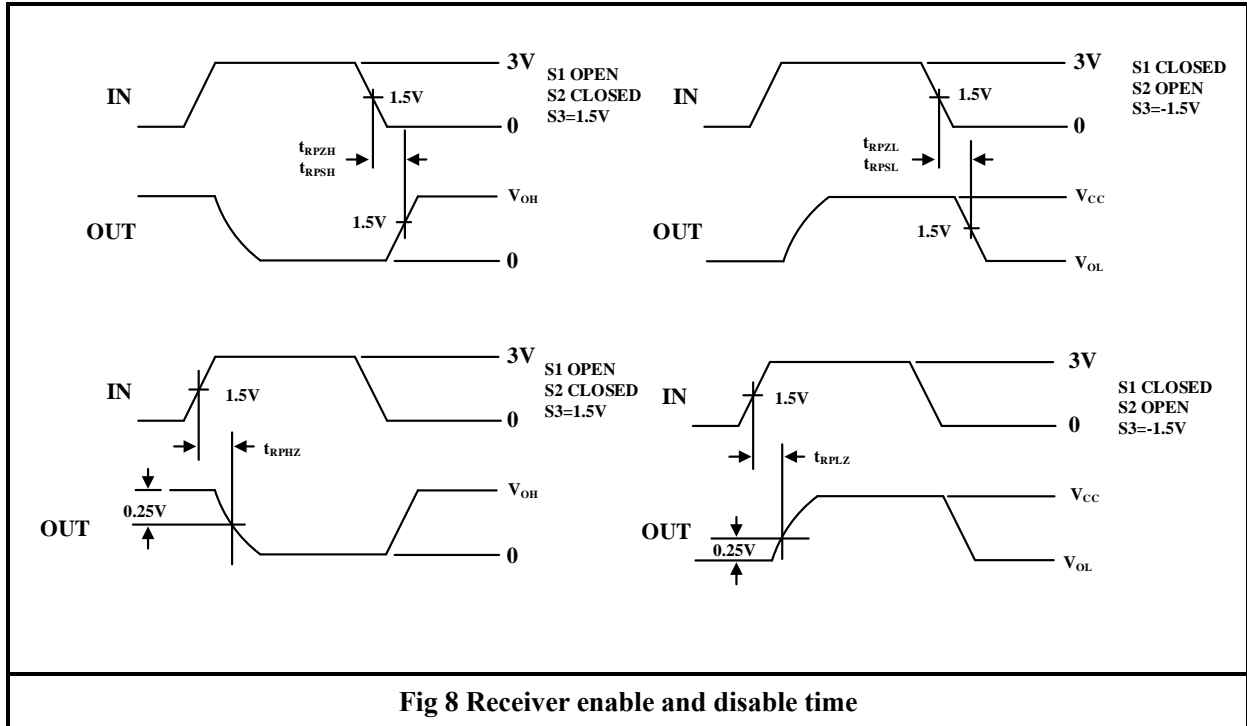 3V
S1 OPEN
S2 CLOSED
S3=1.5V
IN
1.5V
0
tRPZH
tRPSH
VOH
1.5V
OUT
0
3V
S1 CLOSED
S2 OPEN
S3=-1.5V
IN
1.5V
0
tRPZL
tRPSL
VCC
1.5V
OUT
VOL
3V
S1 OPEN
S2 CLOSED
S3=1.5V
IN
1.5V
0
tRPHZ
VOH
0.25V
OUT
0
3V
S1 CLOSED
S2 OPEN
S3=-1.5V
IN
1.5V
0
tRPLZ
VCC
OUT
0.25V
VOL
Fig 8 Receiver enable and disable time